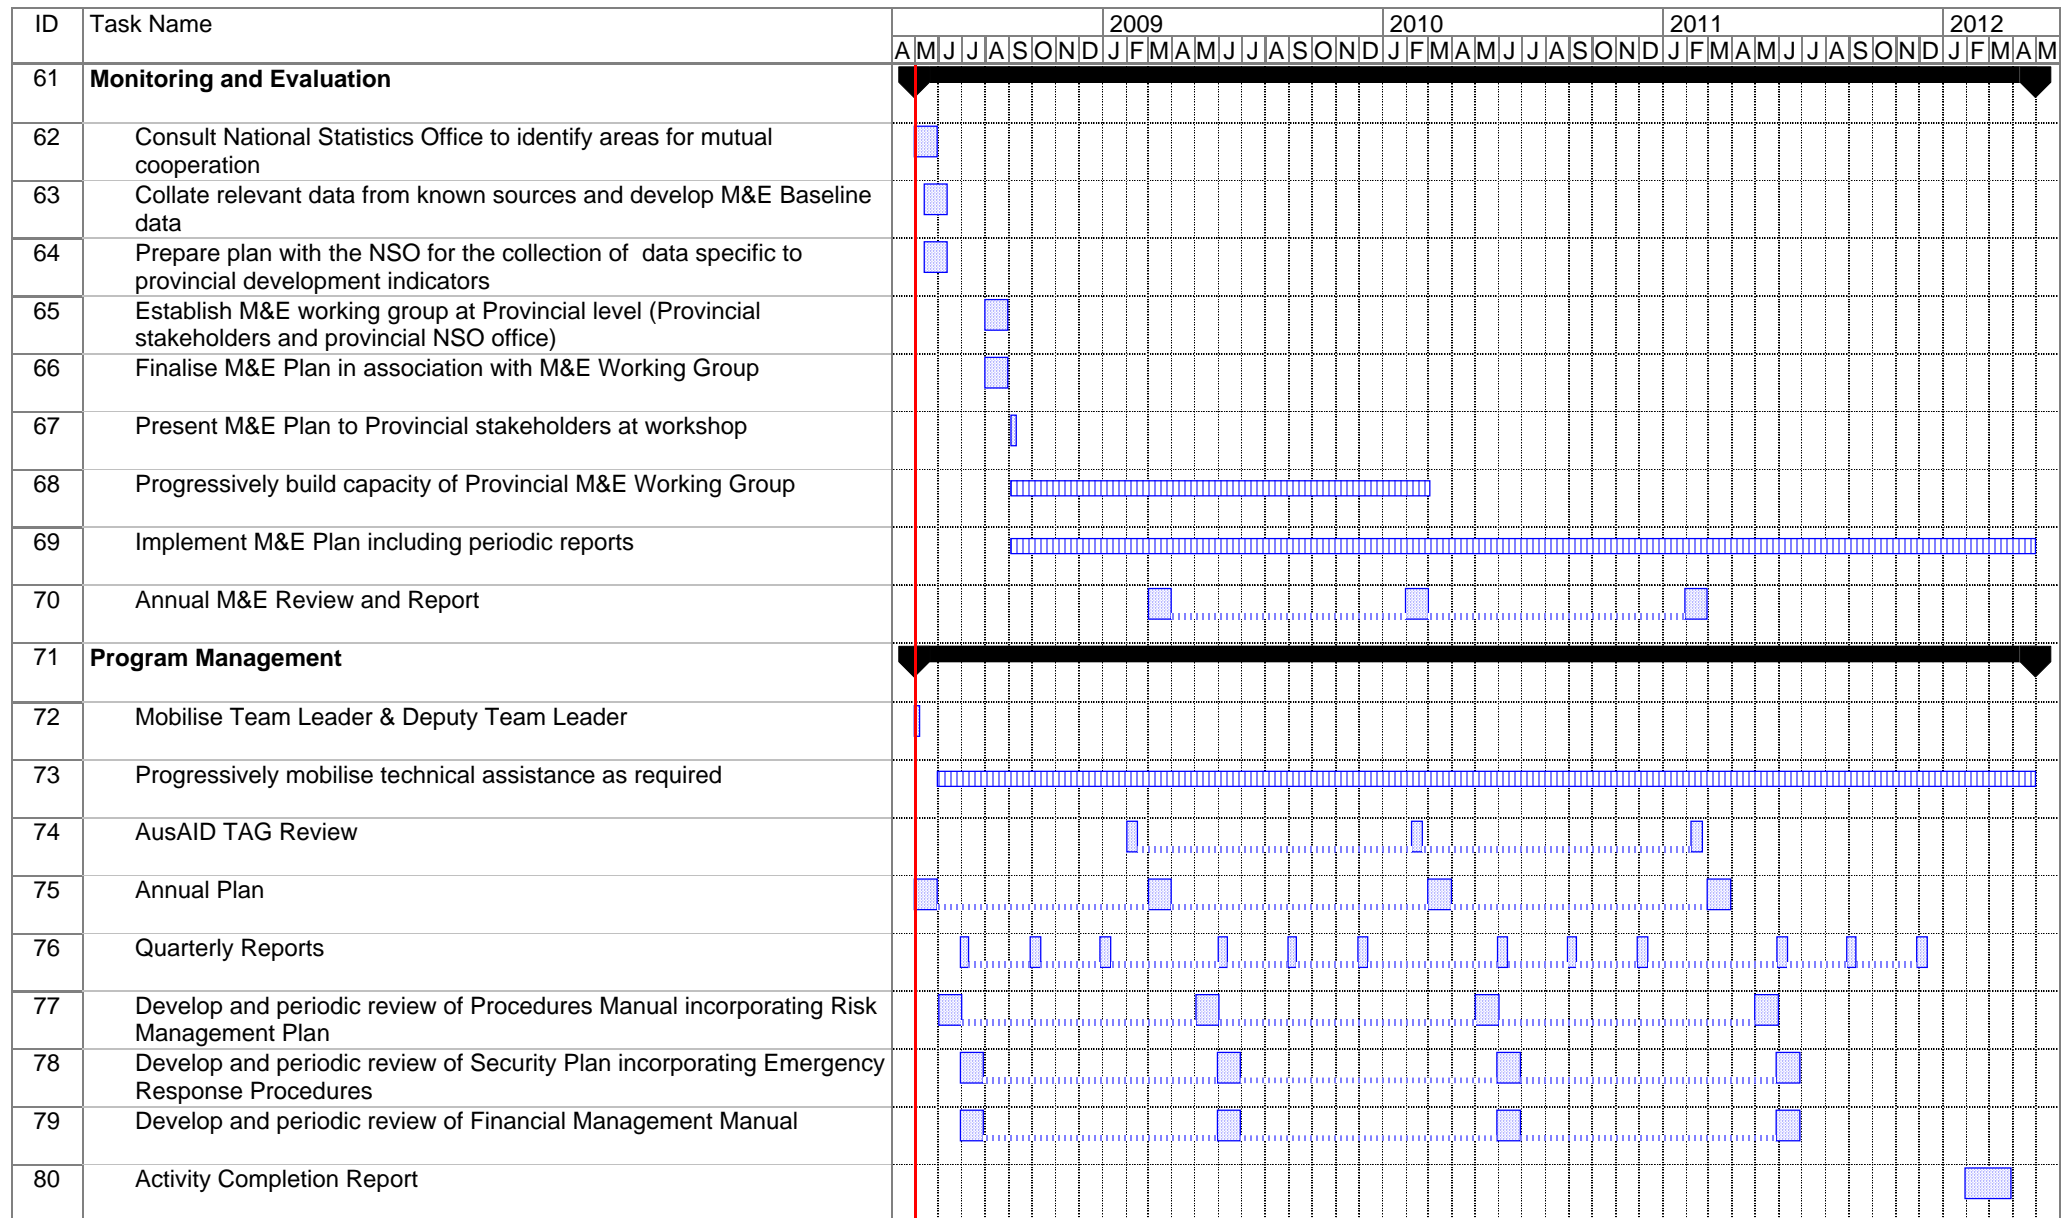 ID Task Name 2009 2010 2011 2012
A M J J A S O N D J F M A M J J A S O N D J F M A M J J A S O N D J F M A M J J A S O N D J F M A M
61 Monitoring and Evaluation
62 Consult National Statistics Office to identify areas for mutual
cooperation
63 Collate relevant data from known sources and develop M&E Baseline
data
64 Prepare plan with the NSO for the collection of  data specific to
provincial development indicators
65 Establish M&E working group at Provincial level (Provincial
stakeholders and provincial NSO office)
66 Finalise M&E Plan in association with M&E Working Group
67 Present M&E Plan to Provincial stakeholders at workshop
68 Progressively build capacity of Provincial M&E Working Group
69 Implement M&E Plan including periodic reports
70 Annual M&E Review and Report
71 Program Management
72 Mobilise Team Leader & Deputy Team Leader
73 Progressively mobilise technical assistance as required
74 AusAID TAG Review
75 Annual Plan
76 Quarterly Reports
77 Develop and periodic review of Procedures Manual incorporating Risk
Management Plan
78 Develop and periodic review of Security Plan incorporating Emergency
Response Procedures
79 Develop and periodic review of Financial Management Manual
80 Activity Completion Report